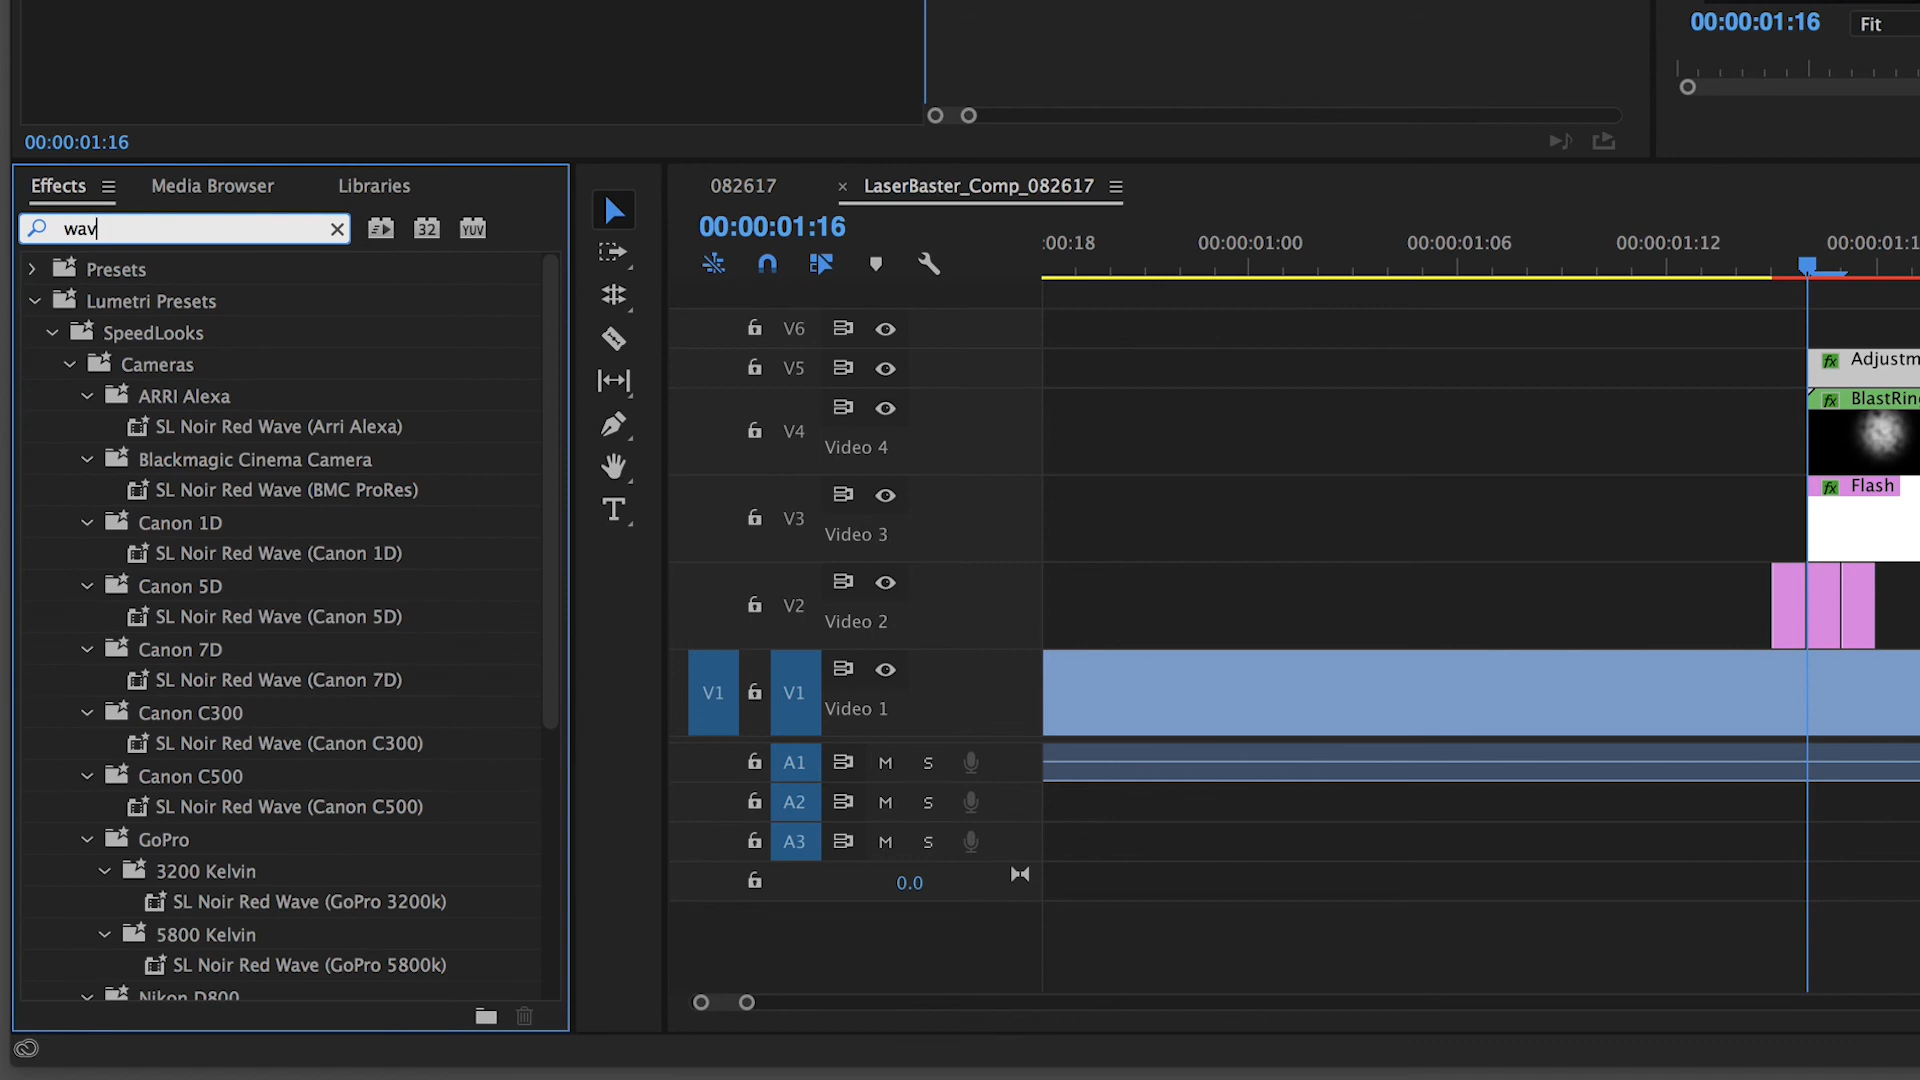 00:00:01:16
Fit
00:00:01:16
Effects
Media Browser
Libraries
wav
32
YUV
Presets
Lumetri Presets
SpeedLooks
Cameras
ARRI Alexa
SL Noir Red Wave (Arri Alexa)
Blackmagic Cinema Camera
SL Noir Red Wave (BMC ProRes)
Canon 1D
SL Noir Red Wave (Canon 1D)
Canon 5D
SL Noir Red Wave (Canon 5D)
Canon 7D
SL Noir Red Wave (Canon 7D)
Canon C300
SL Noir Red Wave (Canon C300)
Canon C500
SL Noir Red Wave (Canon C500)
GoPro
3200 Kelvin
SL Noir Red Wave (GoPro 3200k)
5800 Kelvin
SL Noir Red Wave (GoPro 5800k)
Nikon D800
082617
LaserBaster_Comp_082617
00:00:01:16
:00:18
00:00:01:00
00:00:01:06
00:00:01:12
00:00:01:1
V6
V5
fx Adjustm
V4
Video 4
fx BlastRin
V3
Video 3
fx Flash
V2
Video 2
V1
V1
Video 1
A1 M S
A2 M S
A3 M S
0.0